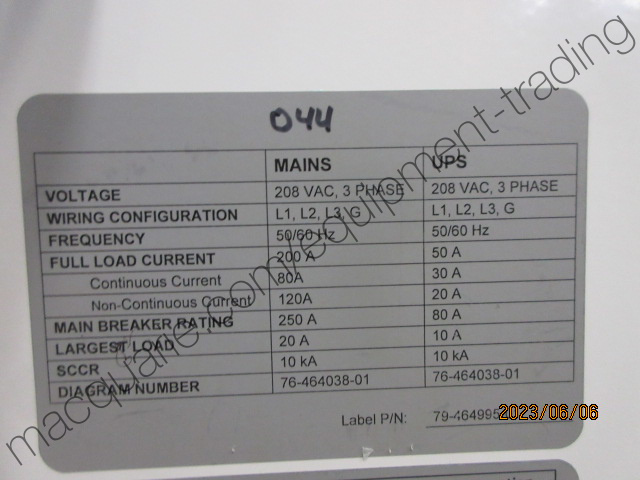 044
MAINS UPS
VOLTAGE 208 VAC, 3 PHASE 208 VAC, 3 PHASE
WIRING CONFIGURATION L1, L2, L3, G L1, L2, L3, G
FREQUENCY 50/60 Hz 50/60 Hz
FULL LOAD CURRENT 200 A 50 A
Continuous Current 80A 30 A
Non-Continuous Current 120A 20 A
MAIN BREAKER RATING 250 A 80 A
LARGEST LOAD 20 A 10 A
SCCR 10 kA 10 kA
DIAGRAM NUMBER 76-464038-01 76-464038-01
Label P/N: 79-464995
2023/06/06
macquarie.com/equipment-trading